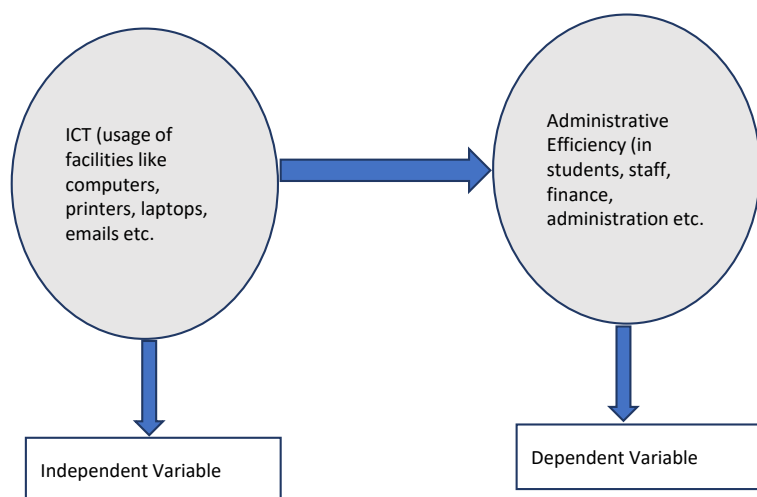 ICT (usage of
facilities like
computers,
printers, laptops,
emails etc.
Administrative
Efficiency (in
students, staff,
finance,
administration etc.
Independent Variable
Dependent Variable